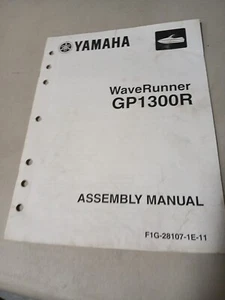 YAMAHA
WaveRunner
GP1300R
ASSEMBLY MANUAL
F1G-28107-1E-11